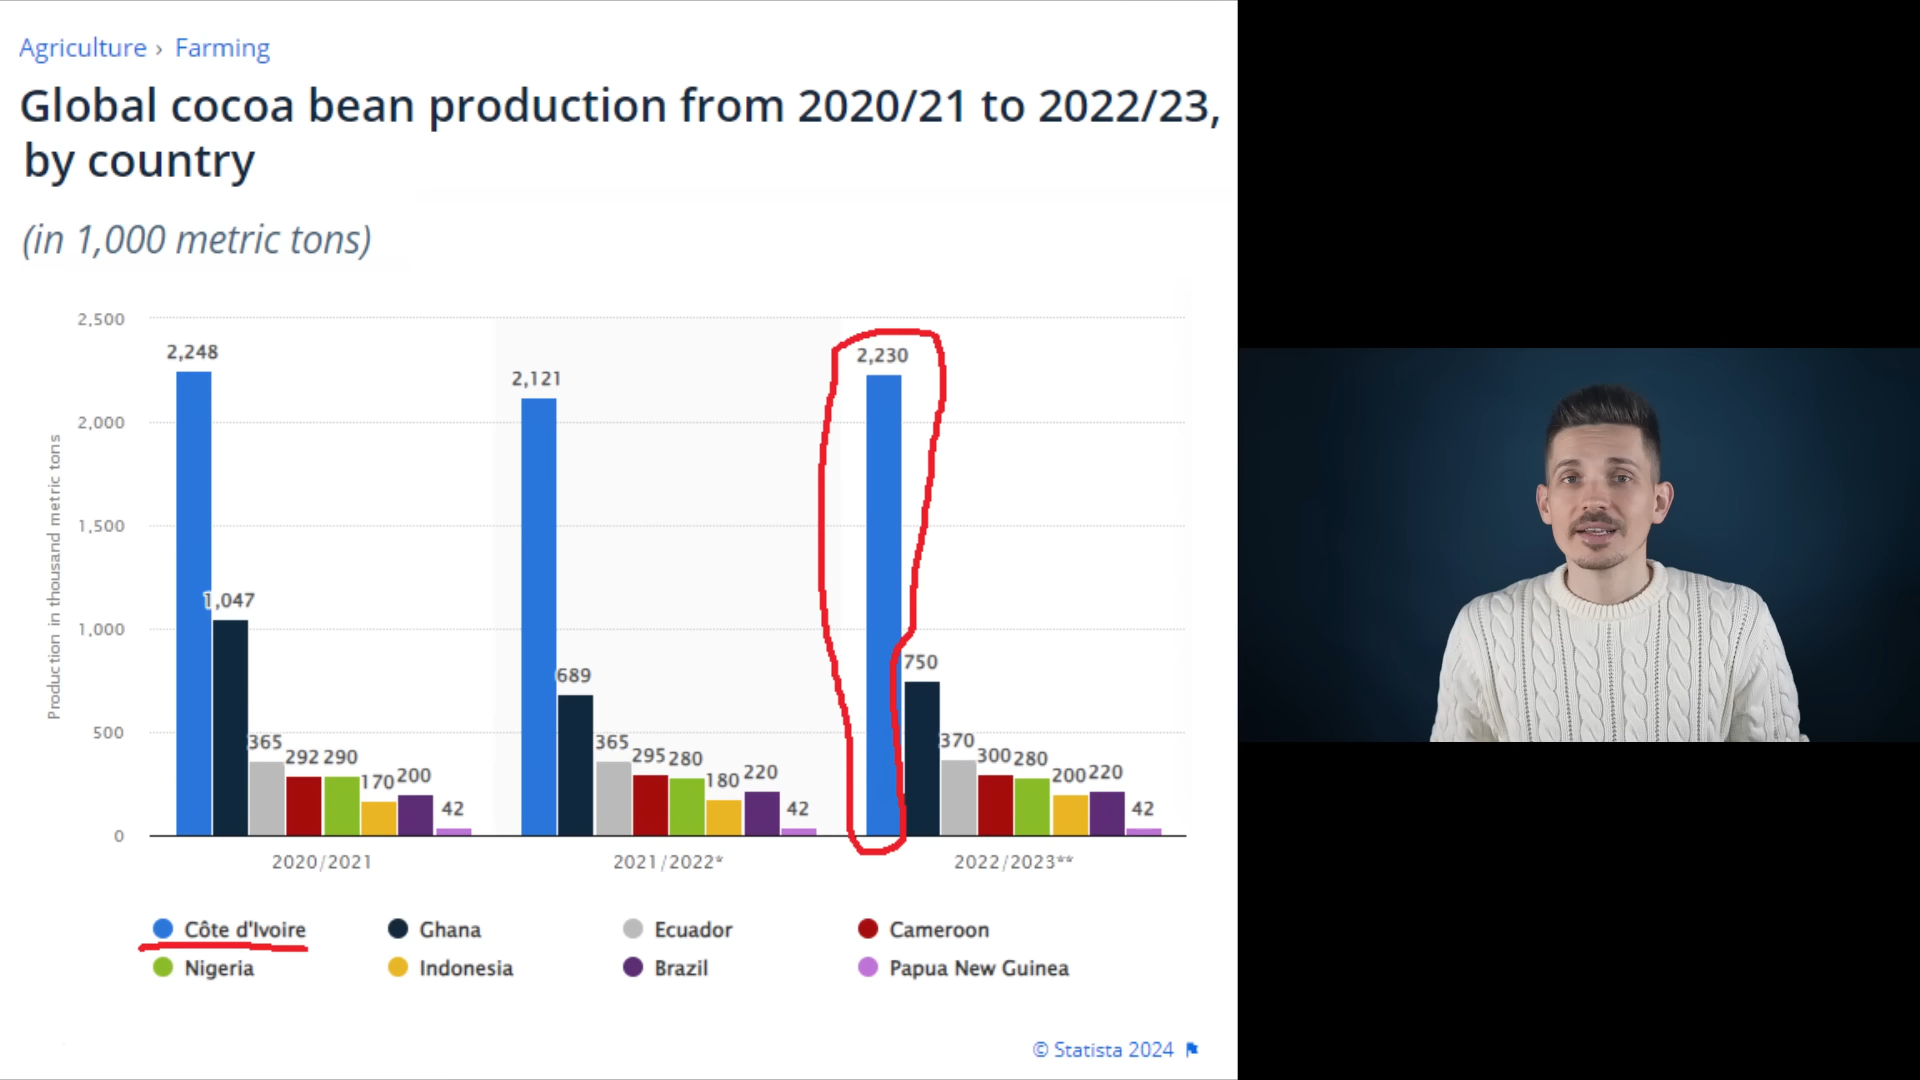 Agriculture › Farming
Global cocoa bean production from 2020/21 to 2022/23,
by country
(in 1,000 metric tons)
Production in thousand metric tons
2,500
2,000
1,500
1,000
500
0
2,248
1,047
365
292
290
170
200
42
2,121
689
365
295
280
180
220
42
2,230
750
370
300
280
200
220
42
2020/2021
2021/2022*
2022/2023**
Côte d'Ivoire
Ghana
Ecuador
Cameroon
Nigeria
Indonesia
Brazil
Papua New Guinea
© Statista 2024